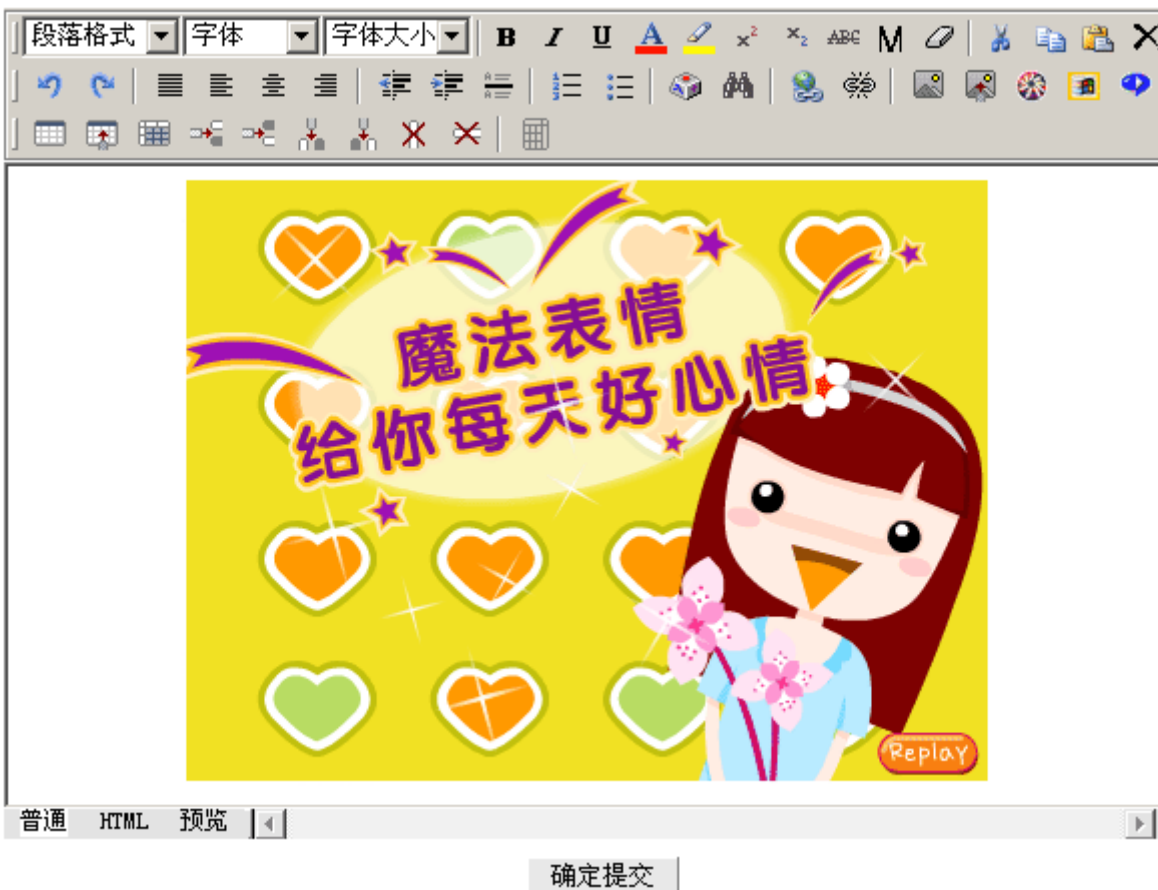 段落格式 字体 字体大小 B I U A x² ×₂ ABC M
魔法表情
给你每天好心情
Replay
普通 HTML 预览
确定提交